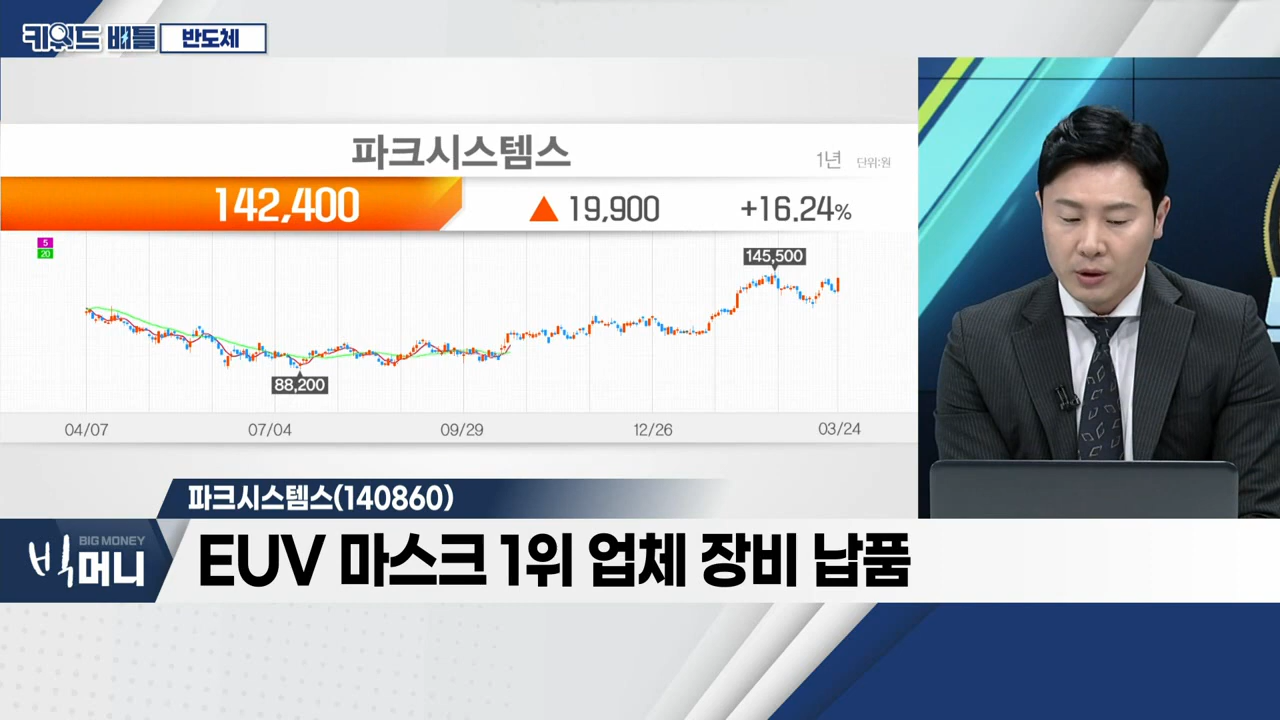 키워드 배틀 반도체
파크시스템스
1년 단위:원
142,400 ▲ 19,900 +16.24%
5
20
145,500
88,200
04/07 07/04 09/29 12/26 03/24
파크시스템스(140860)
BIG MONEY
빅머니
EUV 마스크 1위 업체 장비 납품